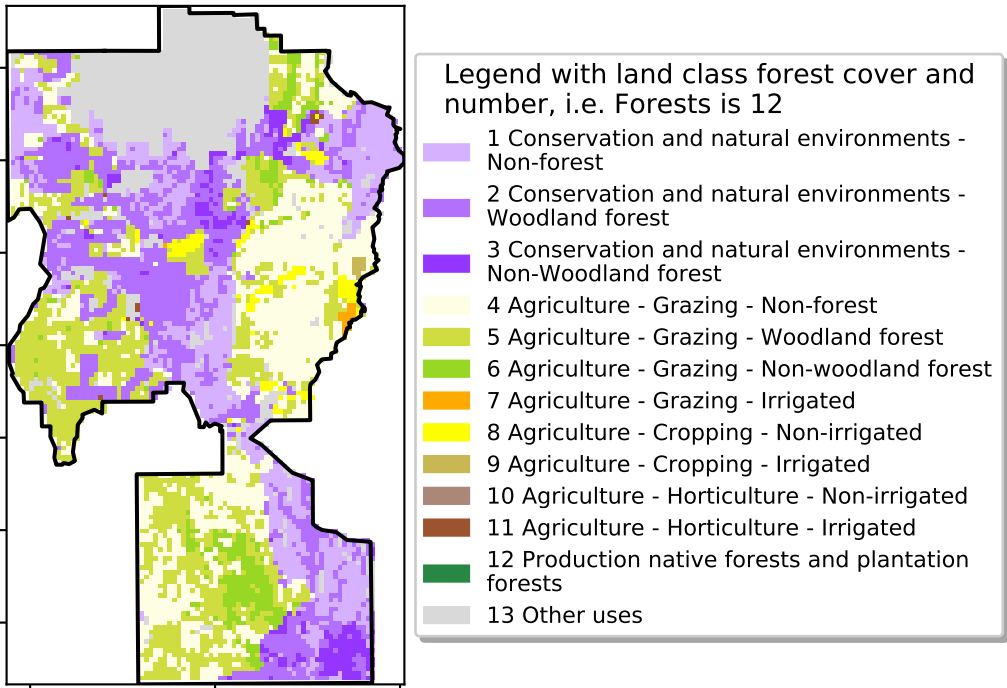 Legend with land class forest cover and
number, i.e. Forests is 12
1 Conservation and natural environments -
Non-forest
2 Conservation and natural environments -
Woodland forest
3 Conservation and natural environments -
Non-Woodland forest
4 Agriculture - Grazing - Non-forest
5 Agriculture - Grazing - Woodland forest
6 Agriculture - Grazing - Non-woodland forest
7 Agriculture - Grazing - Irrigated
8 Agriculture - Cropping - Non-irrigated
9 Agriculture - Cropping - Irrigated
10 Agriculture - Horticulture - Non-irrigated
11 Agriculture - Horticulture - Irrigated
12 Production native forests and plantation
forests
13 Other uses